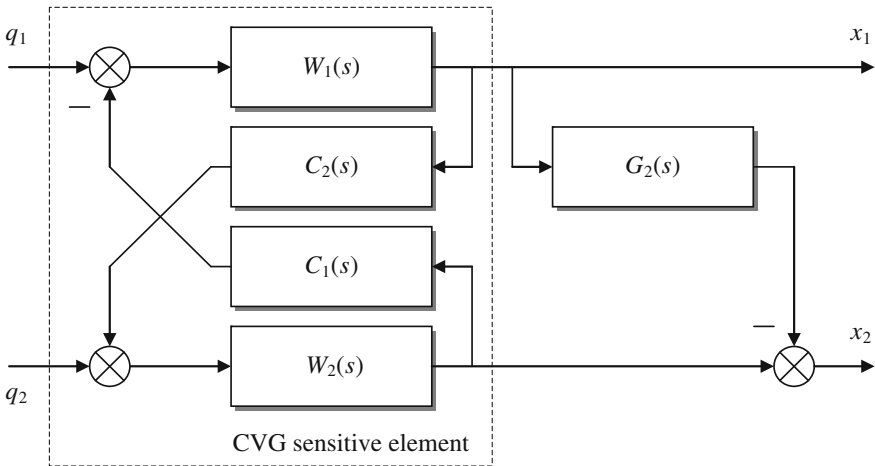 q₁
x₁
W₁(s)
−
C₂(s)
G₂(s)
C₁(s)
−
x₂
W₂(s)
q₂
CVG sensitive element